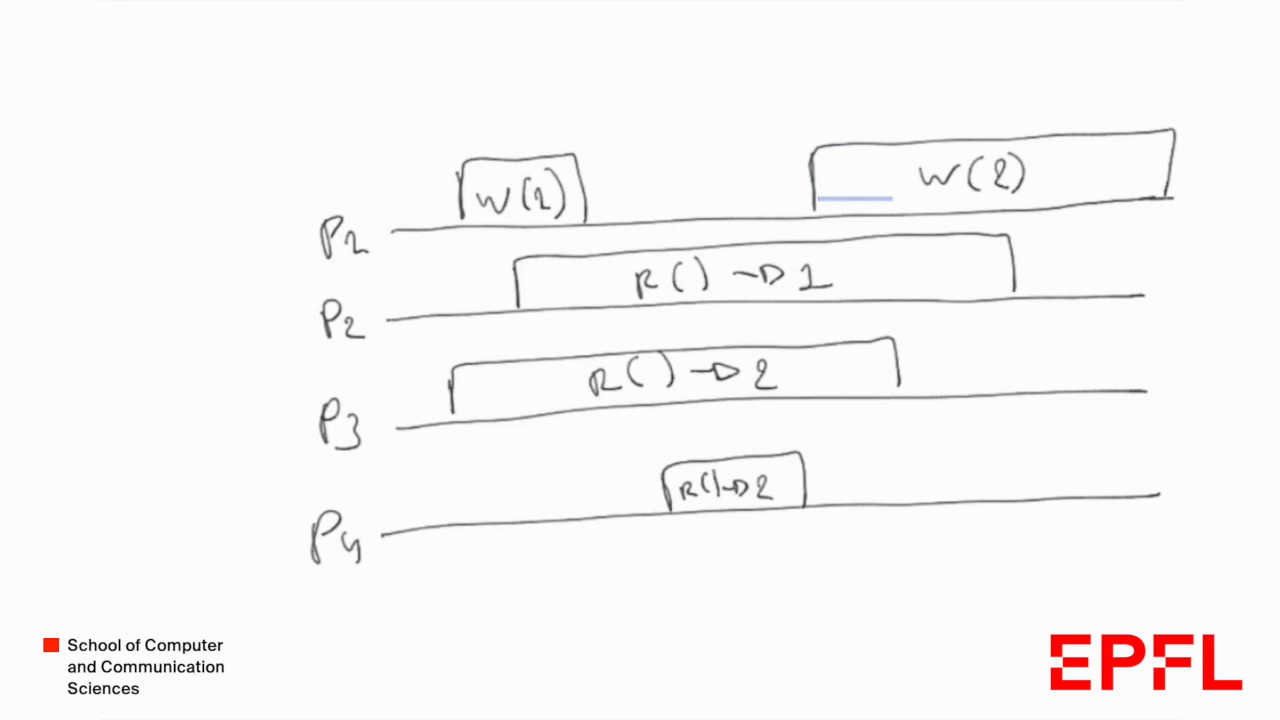 W(1) W(2)
P1
R() → 1
P2
R() → 2
P3
R() → 2
P4
School of Computer
and Communication
Sciences
EPFL